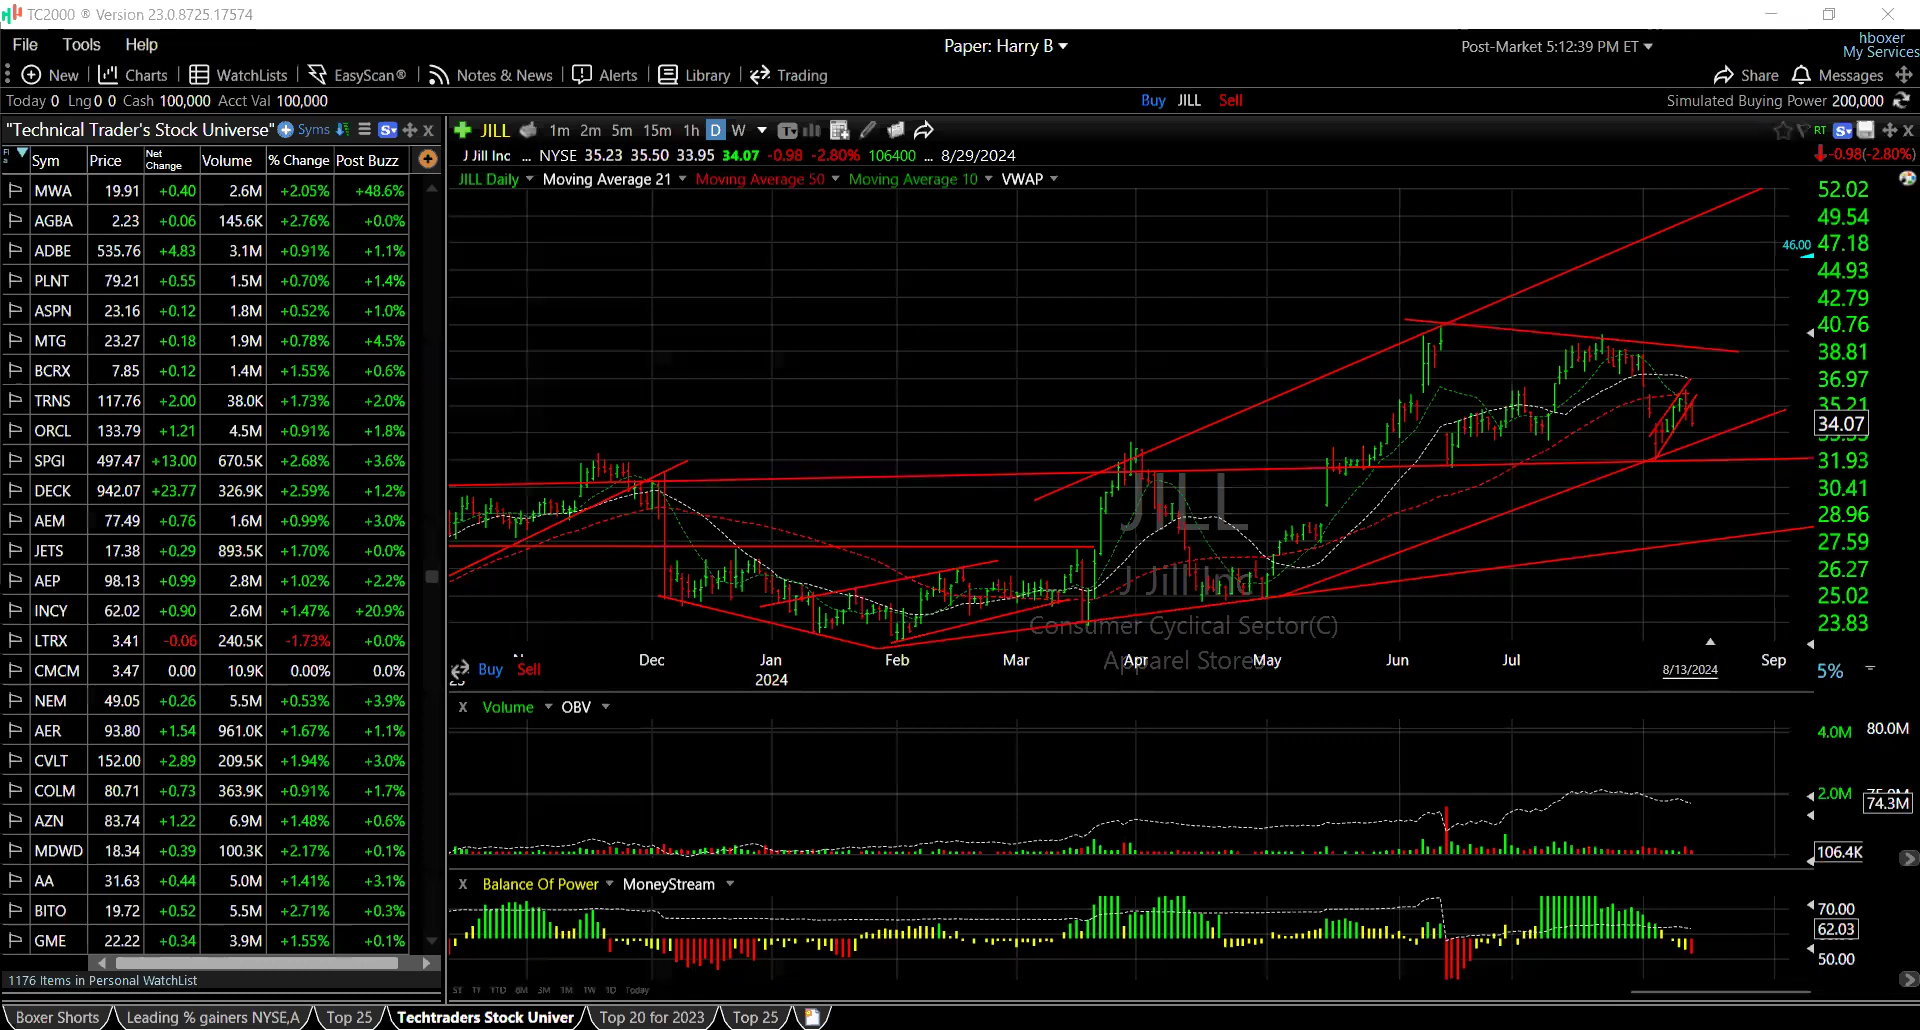 TC2000 ® Version 23.0.8725.17574
File Tools Help
Paper: Harry B
Post-Market 5:12:39 PM ET
hboxer
My Services
New Charts WatchLists EasyScan® Notes & News Alerts Library Trading
Share Messages
Today 0 Lng 0 0 Cash 100,000 Acct Val 100,000
Buy JILL Sell
Simulated Buying Power 200,000
"Technical Trader's Stock Universe" Syms
Sym Price Net Change Volume % Change Post Buzz
MWA 19.91 +0.40 2.6M +2.05% +48.6%
AGBA 2.23 +0.06 145.6K +2.76% +0.0%
ADBE 535.76 +4.83 3.1M +0.91% +1.1%
PLNT 79.21 +0.55 1.5M +0.70% +1.4%
ASPN 23.16 +0.12 1.8M +0.52% +1.0%
MTG 23.27 +0.18 1.9M +0.78% +4.5%
BCRX 7.85 +0.12 1.4M +1.55% +0.6%
TRNS 117.76 +2.00 38.0K +1.73% +2.0%
ORCL 133.79 +1.21 4.5M +0.91% +1.8%
SPGI 497.47 +13.00 670.5K +2.68% +3.6%
DECK 942.07 +23.77 326.9K +2.59% +1.2%
AEM 77.49 +0.76 1.6M +0.99% +3.0%
JETS 17.38 +0.29 893.5K +1.70% +0.0%
AEP 98.13 +0.99 2.8M +1.02% +2.2%
INCY 62.02 +0.90 2.6M +1.47% +20.9%
LTRX 3.41 -0.06 240.5K -1.73% +0.0%
CMCM 3.47 0.00 10.9K 0.00% 0.0%
NEM 49.05 +0.26 5.5M +0.53% +3.9%
AER 93.80 +1.54 961.0K +1.67% +1.1%
CVLT 152.00 +2.89 209.5K +1.94% +3.0%
COLM 80.71 +0.73 363.9K +0.91% +1.7%
AZN 83.74 +1.22 6.9M +1.48% +0.6%
MDWD 18.34 +0.39 100.3K +2.17% +0.1%
AA 31.63 +0.44 5.0M +1.41% +3.1%
BITO 19.72 +0.52 5.5M +2.71% +0.3%
GME 22.22 +0.34 3.9M +1.55% +0.1%
1176 Items in Personal WatchList
JILL 1m 2m 5m 15m 1h D W
RT
J Jill Inc ... NYSE 35.23 35.50 33.95 34.07 -0.98 -2.80% 106400 ... 8/29/2024
-0.98(-2.80%)
JILL Daily Moving Average 21 Moving Average 50 Moving Average 10 VWAP
52.02
49.54
46.00 47.18
44.93
42.79
40.76
38.81
36.97
35.21
34.07
31.93
30.41
28.96
27.59
26.27
25.02
23.83
JILL
J Jill Inc
Consumer Cyclical Sector(C)
Apparel Stores
Dec Jan Feb Mar Apr May Jun Jul Sep
2024
8/13/2024
5%
Buy Sell
X Volume OBV
4.0M 80.0M
2.0M
74.3M
106.4K
X Balance Of Power MoneyStream
70.00
62.03
50.00
Today
Boxer Shorts Leading % gainers NYSE,A Top 25 Techtraders Stock Univer Top 20 for 2023 Top 25